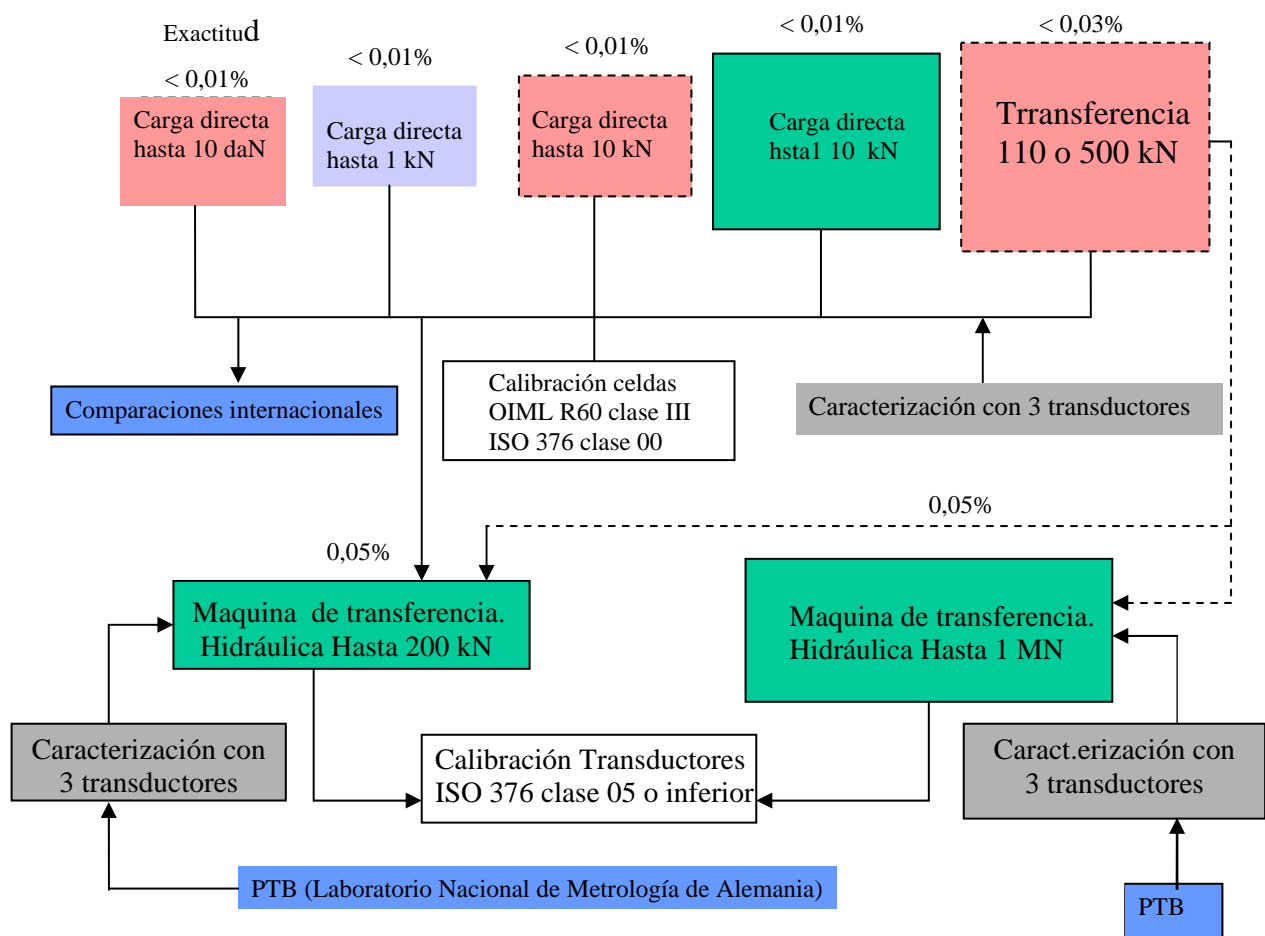 Exactitud
< 0,01%
< 0,01%
< 0,01%
< 0,01%
< 0,03%
Carga directa
hasta 10 daN
Carga directa
hasta 1 kN
Carga directa
hasta 10 kN
Carga directa
hsta1 10 kN
Trransferencia
110 o 500 kN
Comparaciones internacionales
Calibración celdas
OIML R60 clase III
ISO 376 clase 00
Caracterización con 3 transductores
0,05%
0,05%
Maquina de transferencia.
Hidráulica Hasta 200 kN
Maquina de transferencia.
Hidráulica Hasta 1 MN
Caracterización con
3 transductores
Calibración Transductores
ISO 376 clase 05 o inferior
Caract.erización con
3 transductores
PTB (Laboratorio Nacional de Metrología de Alemania)
PTB